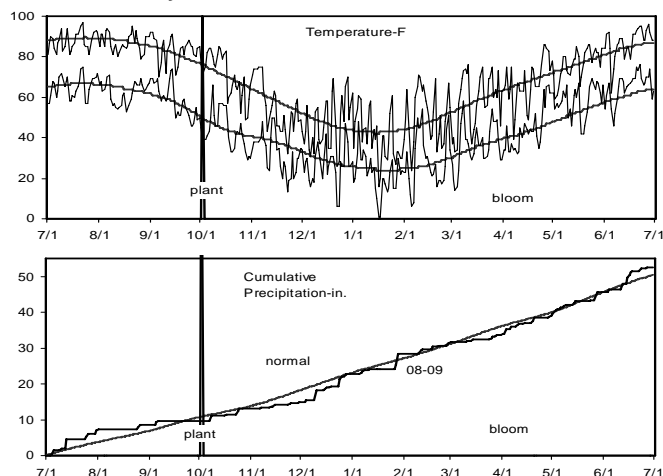 100
Temperature-F
80
60
40
20
plant
bloom
0
7/1 8/1 9/1 10/1 11/1 12/1 1/1 2/1 3/1 4/1 5/1 6/1 7/1
50
Cumulative
Precipitation-in.
40
30
normal
20
08-09
10
plant
bloom
0
7/1 8/1 9/1 10/1 11/1 12/1 1/1 2/1 3/1 4/1 5/1 6/1 7/1